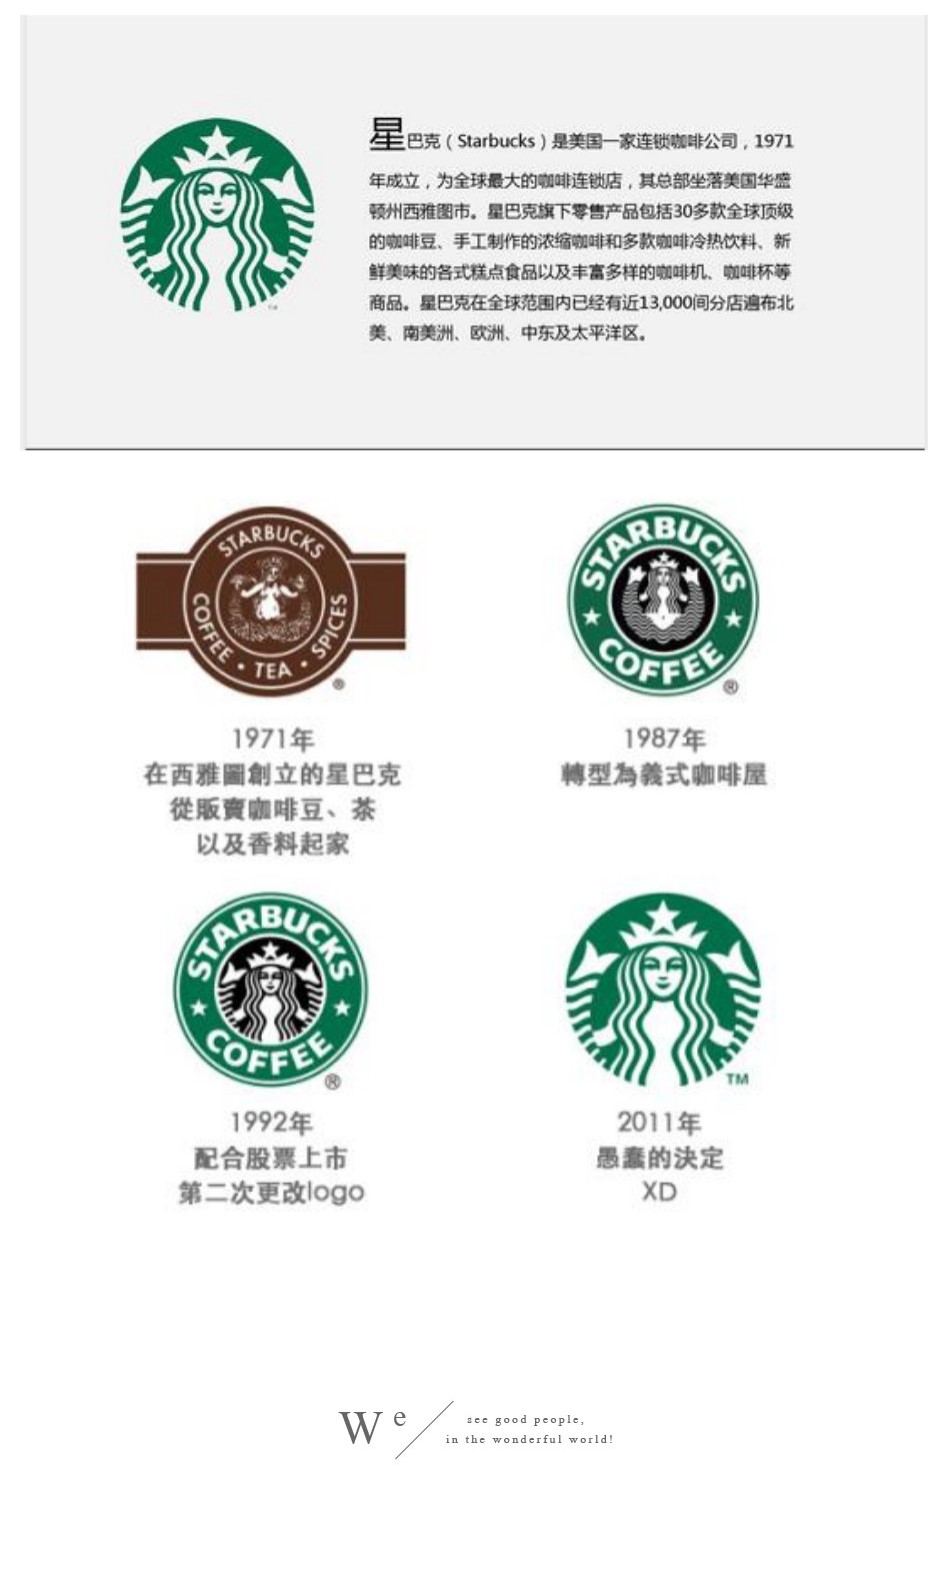 星巴克（Starbucks）是美国一家连锁咖啡公司，1971
年成立，为全球最大的咖啡连锁店，其总部坐落美国华盛
顿州西雅图市。星巴克旗下零售产品包括30多款全球顶级
的咖啡豆、手工制作的浓缩咖啡和多款咖啡冷热饮料、新
鲜美味的各式糕点食品以及丰富多样的咖啡机、咖啡杯等
商品。星巴克在全球范围内已经有近13,000间分店遍布北
美、南美洲、欧洲、中东及太平洋区。
TM
STARBUCKS
COFFEE • TEA • SPICES
®
1971年
在西雅圖創立的星巴克
從販賣咖啡豆、茶
以及香料起家
STARBUCKS
COFFEE
®
1987年
轉型為義式咖啡屋
STARBUCKS
COFFEE
®
1992年
配合股票上市
第二次更改logo
TM
2011年
愚蠢的決定
XD
We
see good people,
in the wonderful world!